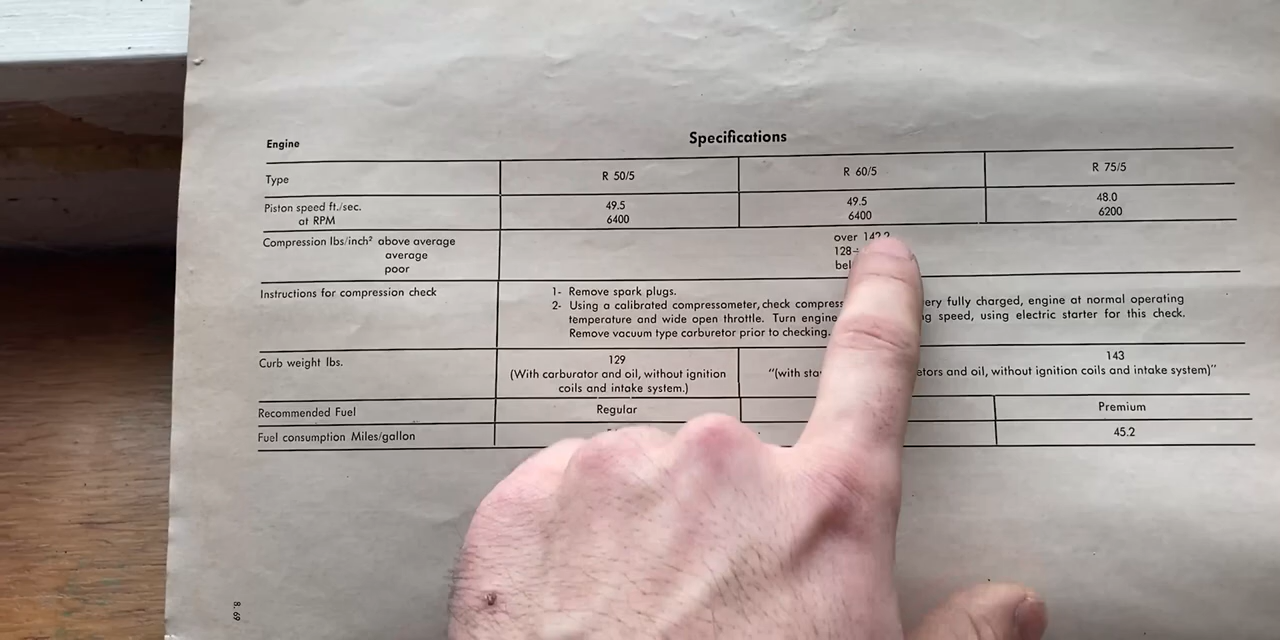 Specifications
Engine
Type R 50/5 R 60/5 R 75/5
Piston speed ft./sec. 49.5 49.5 48.0
at RPM 6400 6400 6200
Compression lbs/inch² above average over
average 128÷
poor
Instructions for compression check 1- Remove spark plugs.
2- Using a calibrated compressometer, check fully charged, engine at normal operating
temperature and wide open throttle. Turn engine speed, using electric starter for this check.
Remove vacuum type carburetor prior to checking.
Curb weight lbs. 129 143
(With carburator and oil, without ignition "(with and oil, without ignition coils and intake system)"
coils and intake system.)
Recommended Fuel Regular Premium
Fuel consumption Miles/gallon 45.2
8. 69